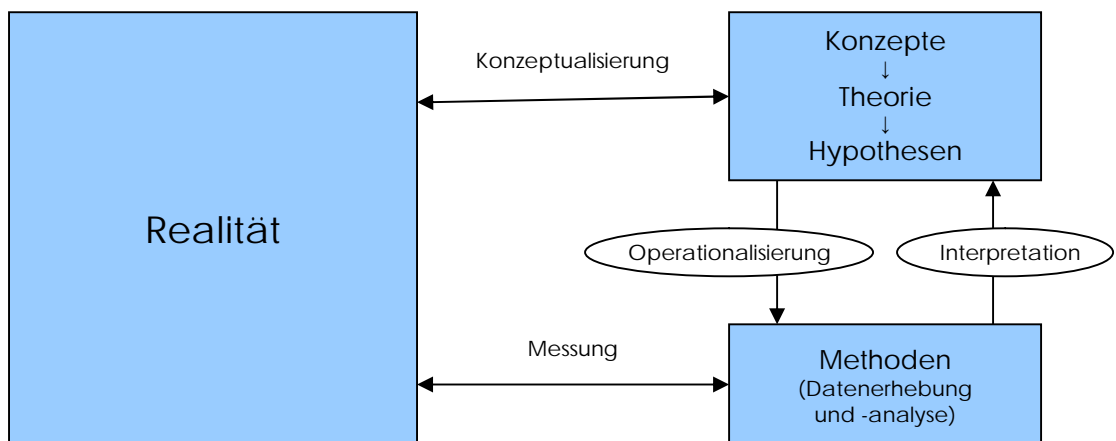 Realität
Konzeptualisierung
Konzepte
↓
Theorie
↓
Hypothesen
Operationalisierung
Interpretation
Messung
Methoden
(Datenerhebung
und -analyse)